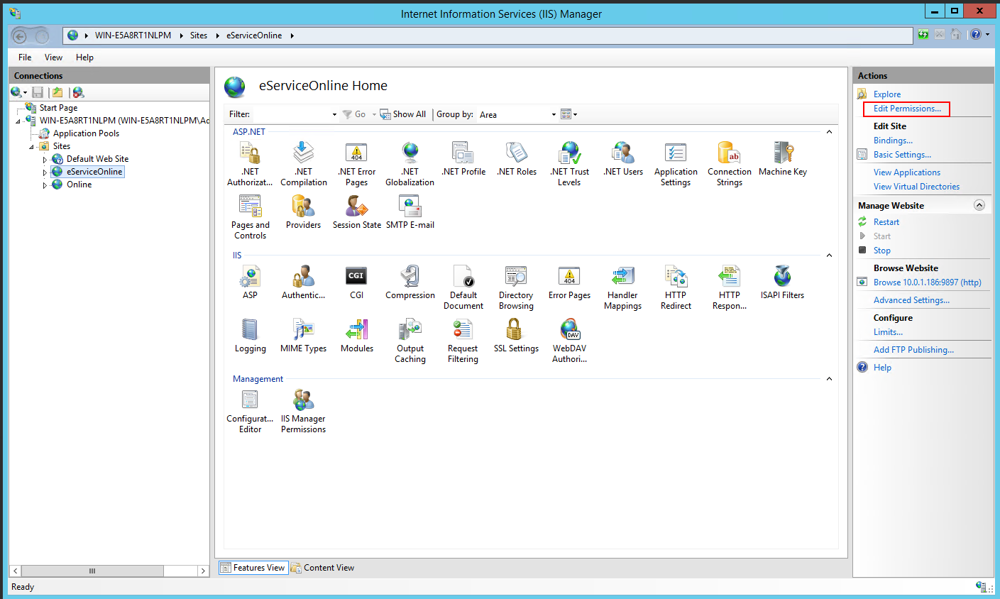 Internet Information Services (IIS) Manager
WIN-E5A8RT1NLPM
Sites
eServiceOnline
File
View
Help
Connections
Start Page
WIN-E5A8RT1NLPM (WIN-E5A8RT1NLPM\Ac
Application Pools
Sites
Default Web Site
eServiceOnline
Online
eServiceOnline Home
Filter:
Go
Show All
Group by:
Area
ASP.NET
.NET Authorizat...
.NET Compilation
404
.NET Error Pages
.NET Globalization
.NET Profile
.NET Roles
.NET Trust Levels
.NET Users
Application Settings
ab
Connection Strings
Machine Key
Pages and Controls
Providers
Session State
SMTP E-mail
IIS
ASP
Authentic...
CGI
CGI
Compression
Default Document
Directory Browsing
404
Error Pages
Handler Mappings
HTTP Redirect
HTTP Respon...
ISAPI Filters
Logging
MIME Types
Modules
Output Caching
Request Filtering
SSL Settings
DAV
WebDAV Authori...
Management
Configurat... Editor
IIS Manager Permissions
Features View
Content View
Actions
Explore
Edit Permissions...
Edit Site
Bindings...
Basic Settings...
View Applications
View Virtual Directories
Manage Website
Restart
Start
Stop
Browse Website
Browse 10.0.1.186:9897 (http)
Advanced Settings...
Configure
Limits...
Add FTP Publishing...
Help
Ready